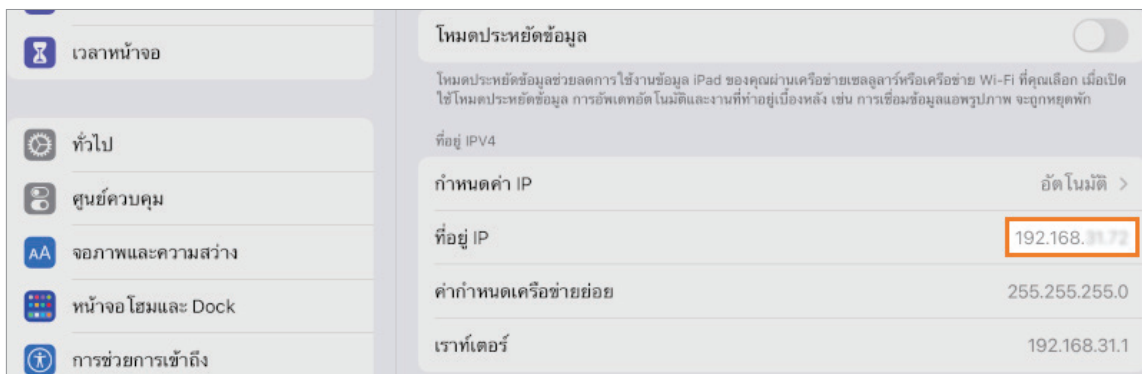 เวลาหน้าจอ
ทั่วไป
ศูนย์ควบคุม
AA จอภาพและความสว่าง
หน้าจอโฮมและ Dock
การช่วยการเข้าถึง
โหมดประหยัดข้อมูล
โหมดประหยัดข้อมูลช่วยลดการใช้งานข้อมูล iPad ของคุณผ่านเครือข่ายเซลลูลาร์หรือเครือข่าย Wi-Fi ที่คุณเลือก เมื่อเปิด
ใช้โหมดประหยัดข้อมูล การอัพเดทอัตโนมัติและงานที่ทำอยู่เบื้องหลัง เช่น การเชื่อมข้อมูลแอพรูปภาพ จะถูกหยุดพัก
ที่อยู่ IPV4
กำหนดค่า IP อัตโนมัติ >
ที่อยู่ IP 192.168.
ค่ากำหนดเครือข่ายย่อย 255.255.255.0
เราท์เตอร์ 192.168.31.1